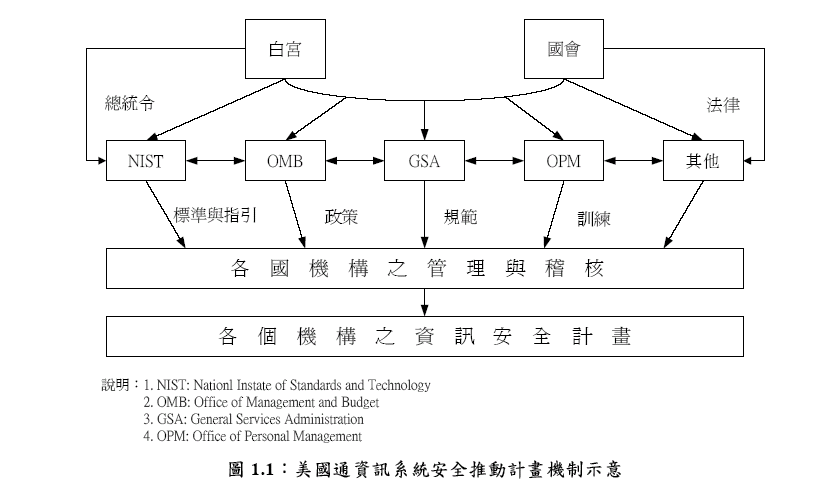 白宮
國會
總統令
法律
NIST
OMB
GSA
OPM
其他
標準與指引
政策
規範
訓練
各國機構之管理與稽核
各個機構之資訊安全計畫
說明：1. NIST: Nationl Instate of Standards and Technology
2. OMB: Office of Management and Budget
3. GSA: General Services Administration
4. OPM: Office of Personal Management
圖 1.1：美國通資訊系統安全推動計畫機制示意